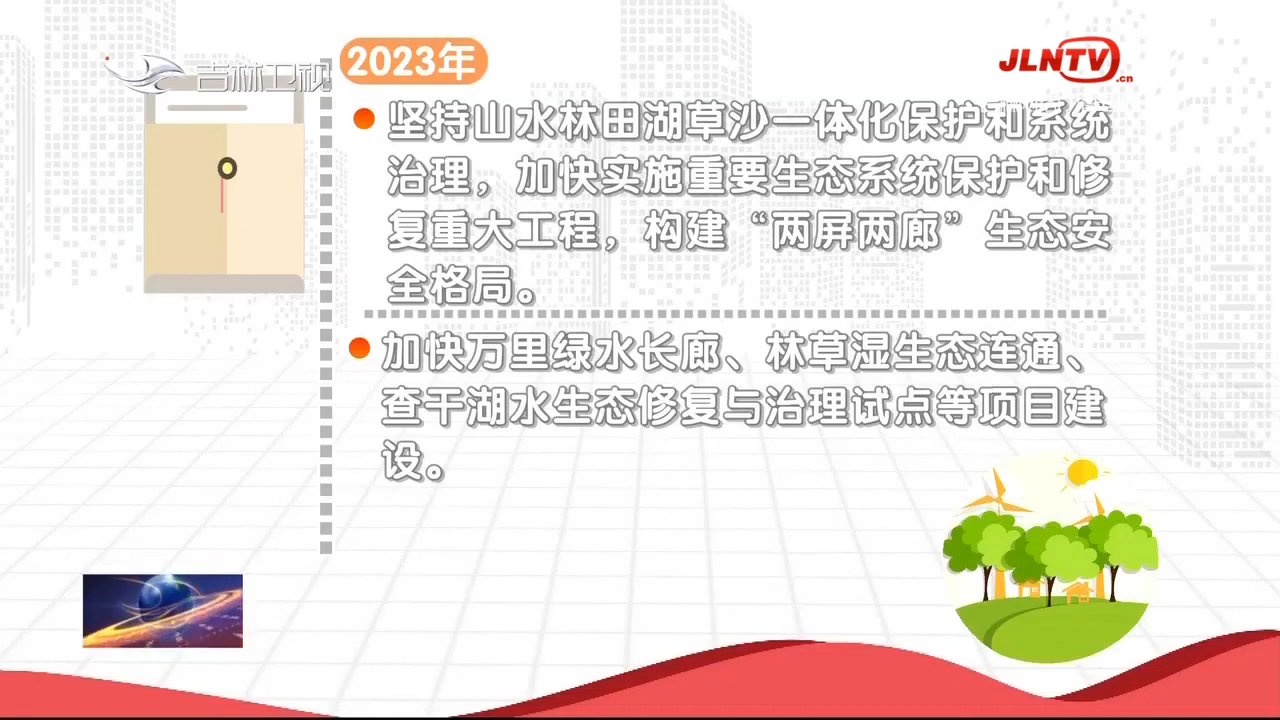 吉林卫视
2023年
JLNTV
.cn
坚持山水林田湖草沙一体化保护和系统
治理，加快实施重要生态系统保护和修
复重大工程，构建“两屏两廊”生态安
全格局。
加快万里绿水长廊、林草湿生态连通、
查干湖水生态修复与治理试点等项目建
设。